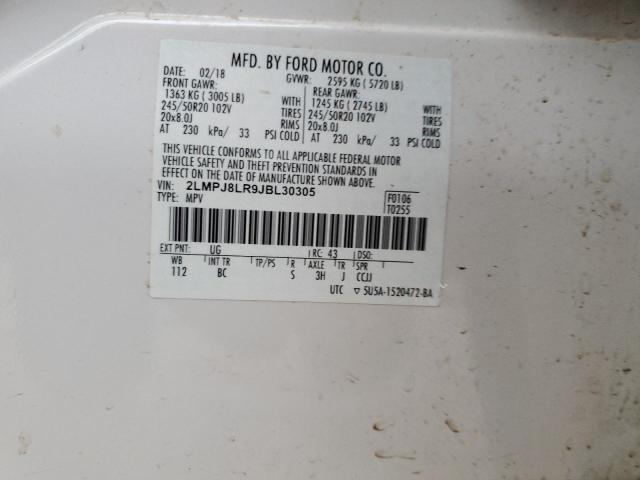 MFD. BY FORD MOTOR CO.
DATE: 02/18 GVWR: 2595 KG ( 5720 LB)
FRONT GAWR: REAR GAWR:
1363 KG ( 3005 LB) WITH 1245 KG ( 2745 LB) WITH
245/50R20 102V TIRES 245/50R20 102V TIRES
20x8.0J RIMS 20x8.0J RIMS
AT 230 kPa/ 33 PSI COLD AT 230 kPa/ 33 PSI COLD
THIS VEHICLE CONFORMS TO ALL APPLICABLE FEDERAL MOTOR
VEHICLE SAFETY AND THEFT PREVENTION STANDARDS IN
EFFECT ON THE DATE OF MANUFACTURE SHOWN ABOVE.
VIN: 2LMPJ8LR9JBL30305 F0106
TYPE: MPV T0255
EXT PNT: UG RC: 43 DSO:
WB INT TR TP/PS R AXLE TR SPR
112 BC S 3H J CCJJ
UTC ▽ 5U5A-1520472-BA